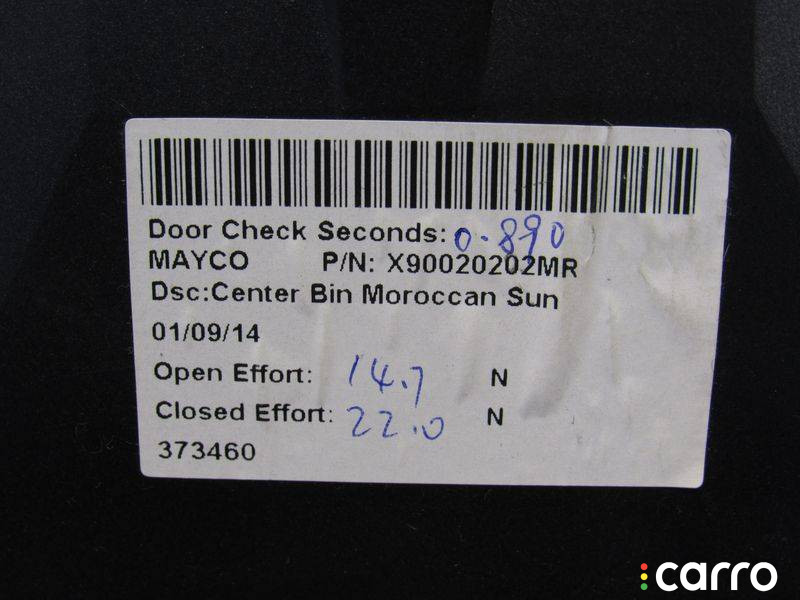 Door Check Seconds: 0.890
MAYCO P/N: X90020202MR
Dsc:Center Bin Moroccan Sun
01/09/14
Open Effort: 14.7 N
Closed Effort: 22.0 N
373460
carro